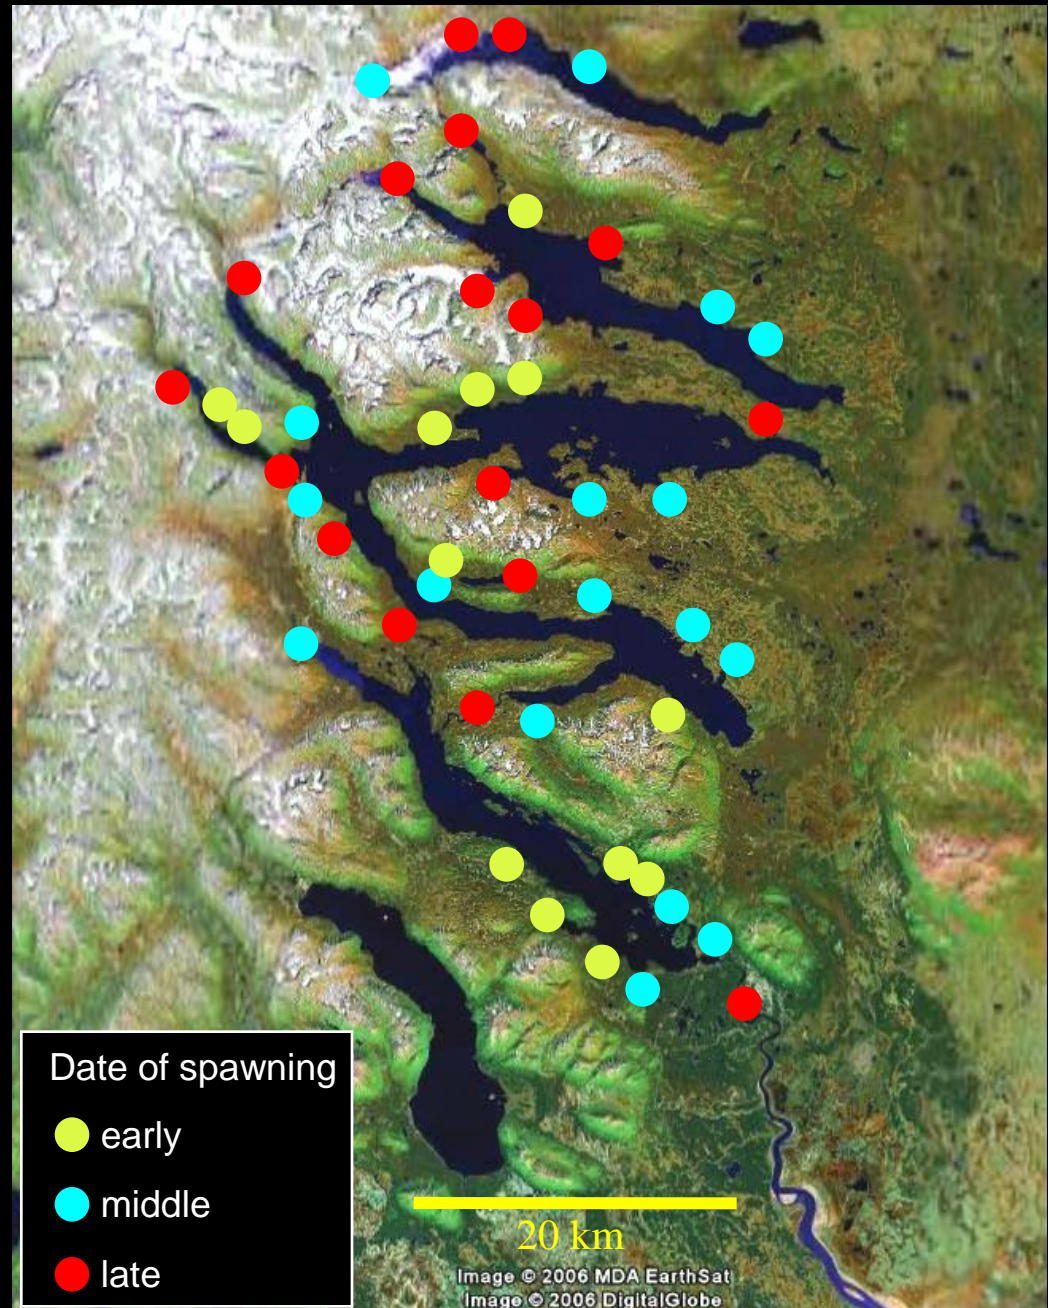 Date of spawning
early
middle
late
20 km
Image © 2006 MDA EarthSat
Image © 2006 DigitalGlobe